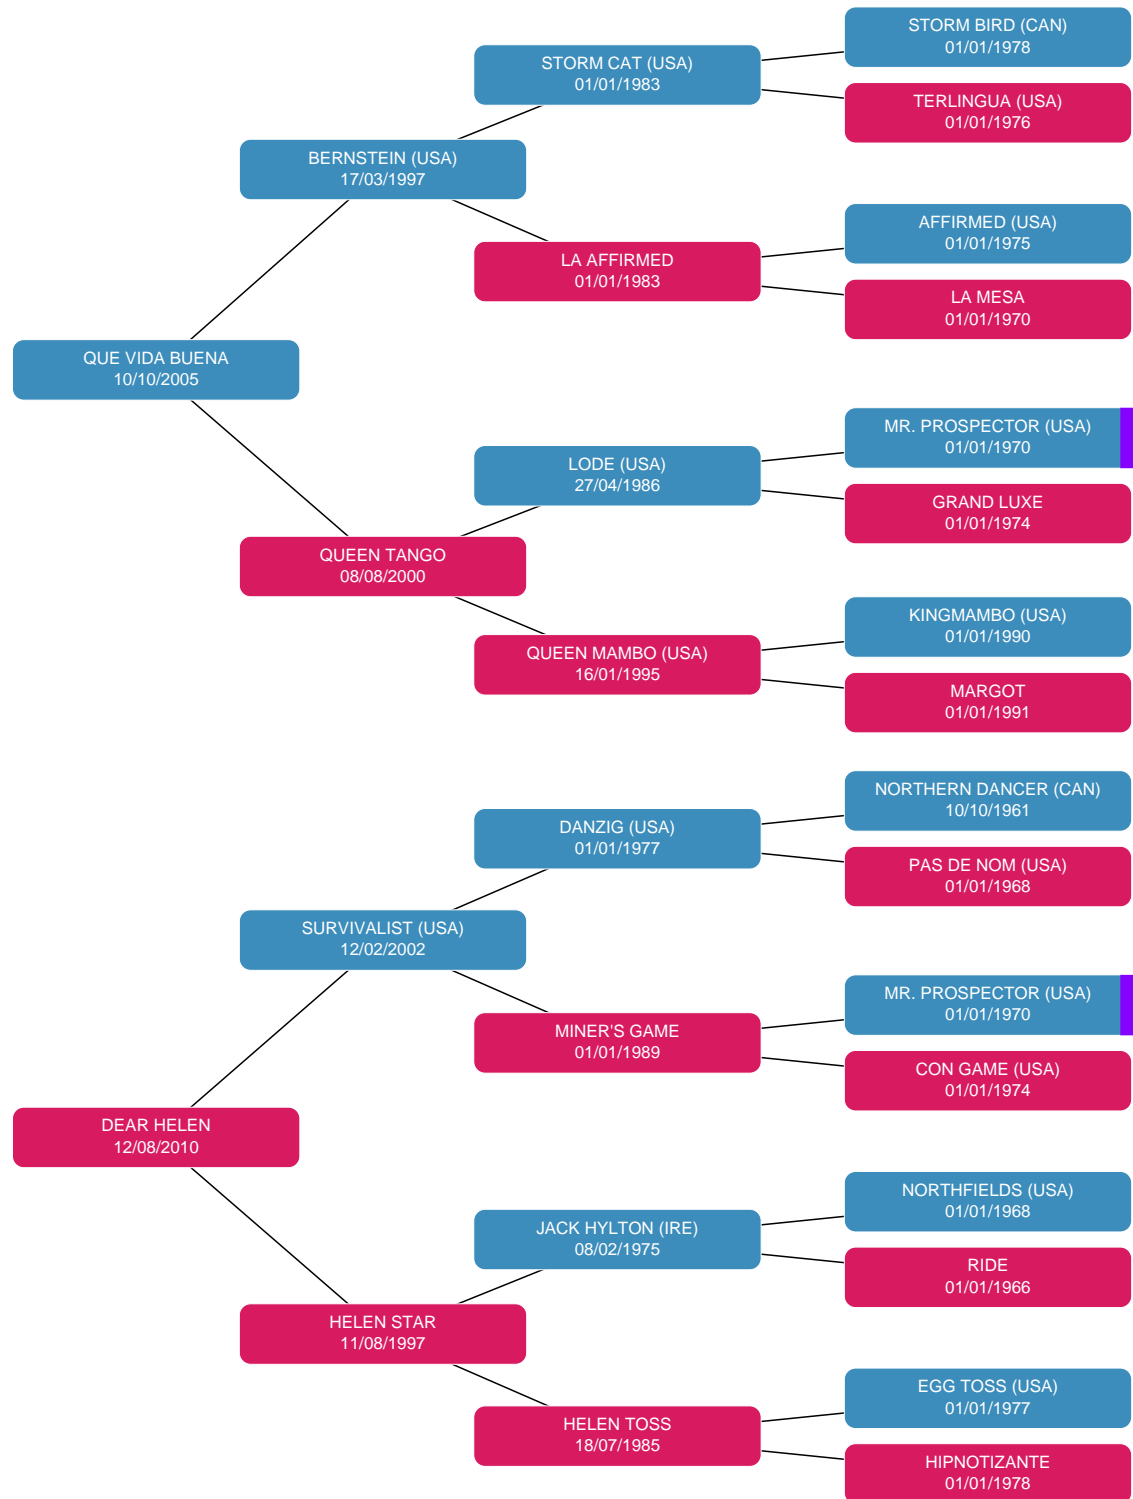 STORM BIRD (CAN)
01/01/1978
STORM CAT (USA)
01/01/1983
TERLINGUA (USA)
01/01/1976
BERNSTEIN (USA)
17/03/1997
AFFIRMED (USA)
01/01/1975
LA AFFIRMED
01/01/1983
LA MESA
01/01/1970
QUE VIDA BUENA
10/10/2005
MR. PROSPECTOR (USA)
01/01/1970
LODE (USA)
27/04/1986
GRAND LUXE
01/01/1974
QUEEN TANGO
08/08/2000
KINGMAMBO (USA)
01/01/1990
QUEEN MAMBO (USA)
16/01/1995
MARGOT
01/01/1991
NORTHERN DANCER (CAN)
10/10/1961
DANZIG (USA)
01/01/1977
PAS DE NOM (USA)
01/01/1968
SURVIVALIST (USA)
12/02/2002
MR. PROSPECTOR (USA)
01/01/1970
MINER'S GAME
01/01/1989
CON GAME (USA)
01/01/1974
DEAR HELEN
12/08/2010
NORTHFIELDS (USA)
01/01/1968
JACK HYLTON (IRE)
08/02/1975
RIDE
01/01/1966
HELEN STAR
11/08/1997
EGG TOSS (USA)
01/01/1977
HELEN TOSS
18/07/1985
HIPNOTIZANTE
01/01/1978